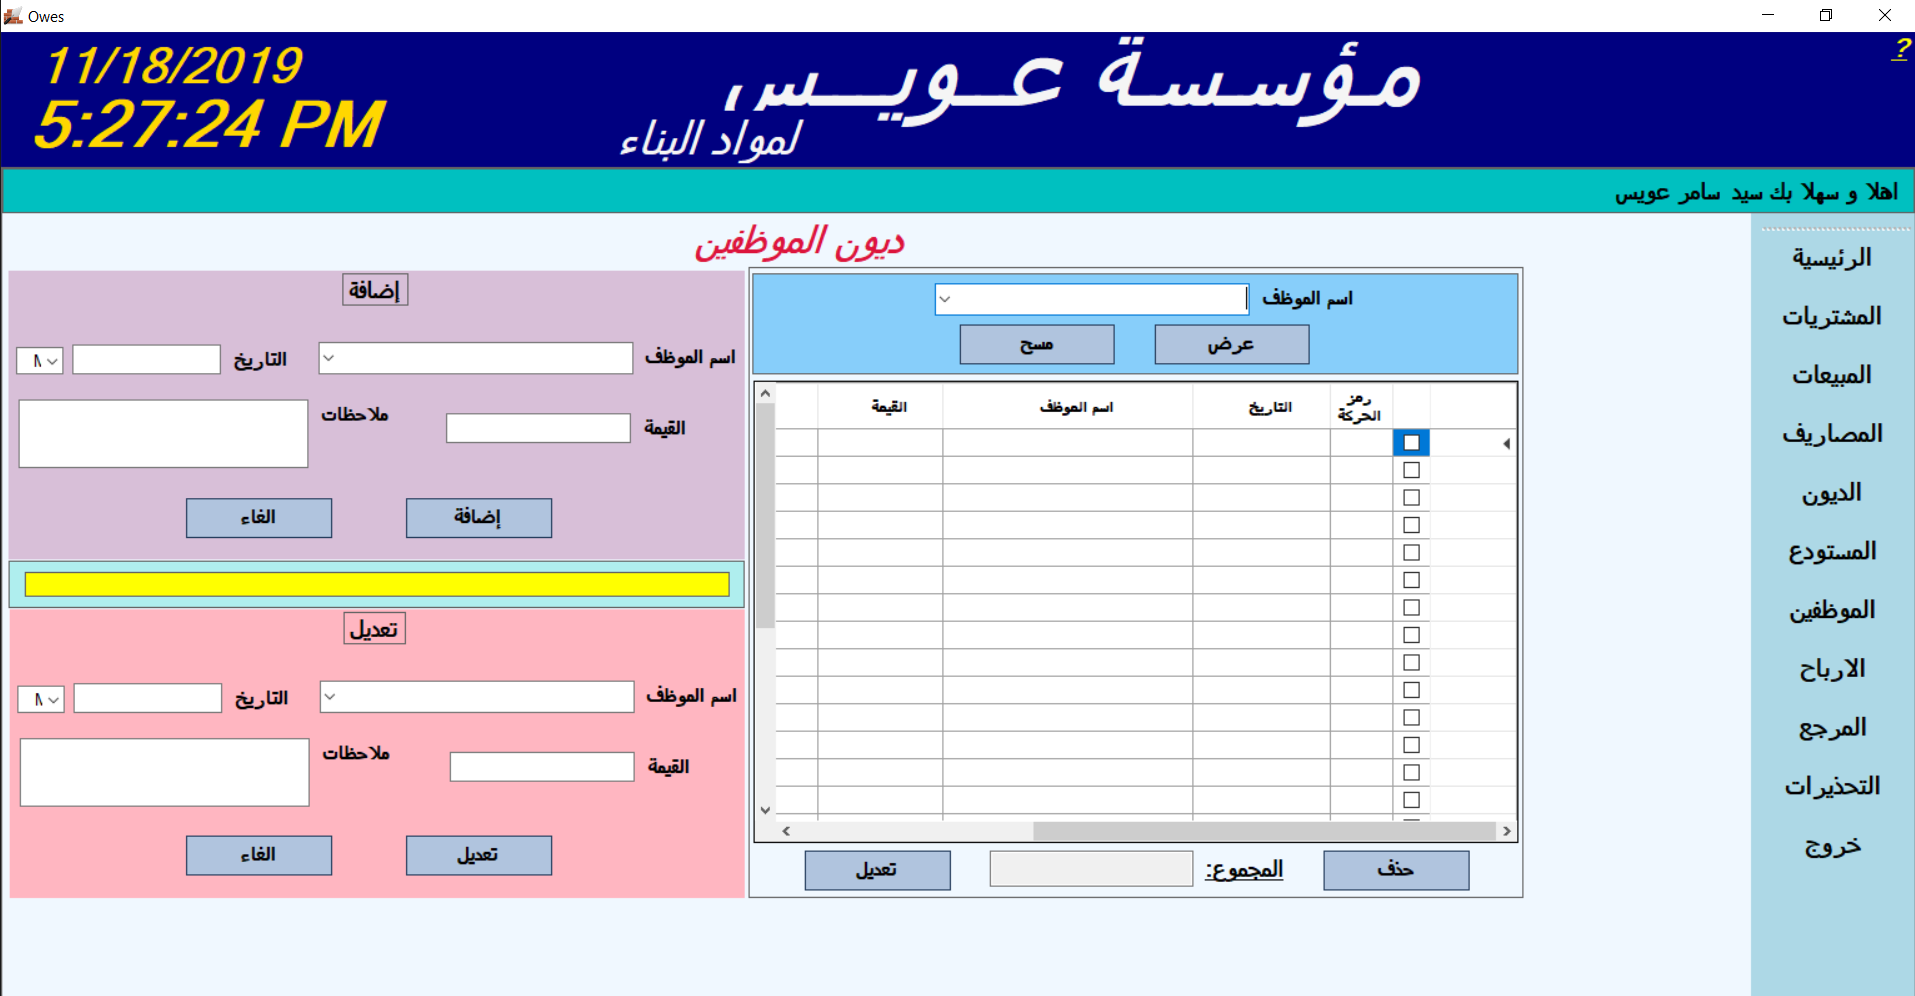 Owes
11/18/2019
5:27:24 PM
مؤسسة عويس
لمواد البناء
?
اهلا و سهلا بك سيد سامر عويس
ديون الموظفين
الرئيسية
المشتريات
المبيعات
المصاريف
الديون
المستودع
الموظفين
الارباح
المرجع
التحذيرات
خروج
اسم الموظف
عرض
مسح
رمز الحركة
التاريخ
اسم الموظف
القيمة
حذف
المجموع:
تعديل
إضافة
اسم الموظف
التاريخ
القيمة
ملاحظات
إضافة
الغاء
تعديل
اسم الموظف
التاريخ
القيمة
ملاحظات
تعديل
الغاء